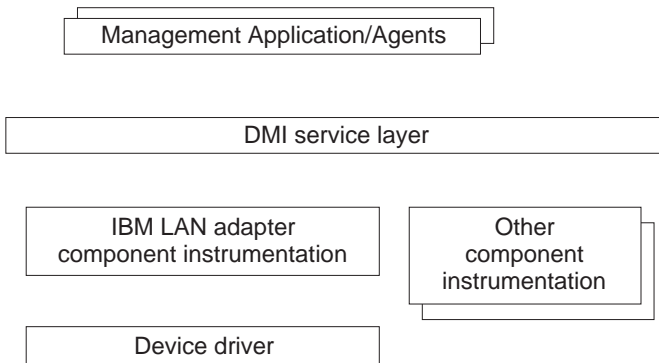 Management Application/Agents
DMI service layer
IBM LAN adapter
component instrumentation
Other
component
instrumentation
Device driver